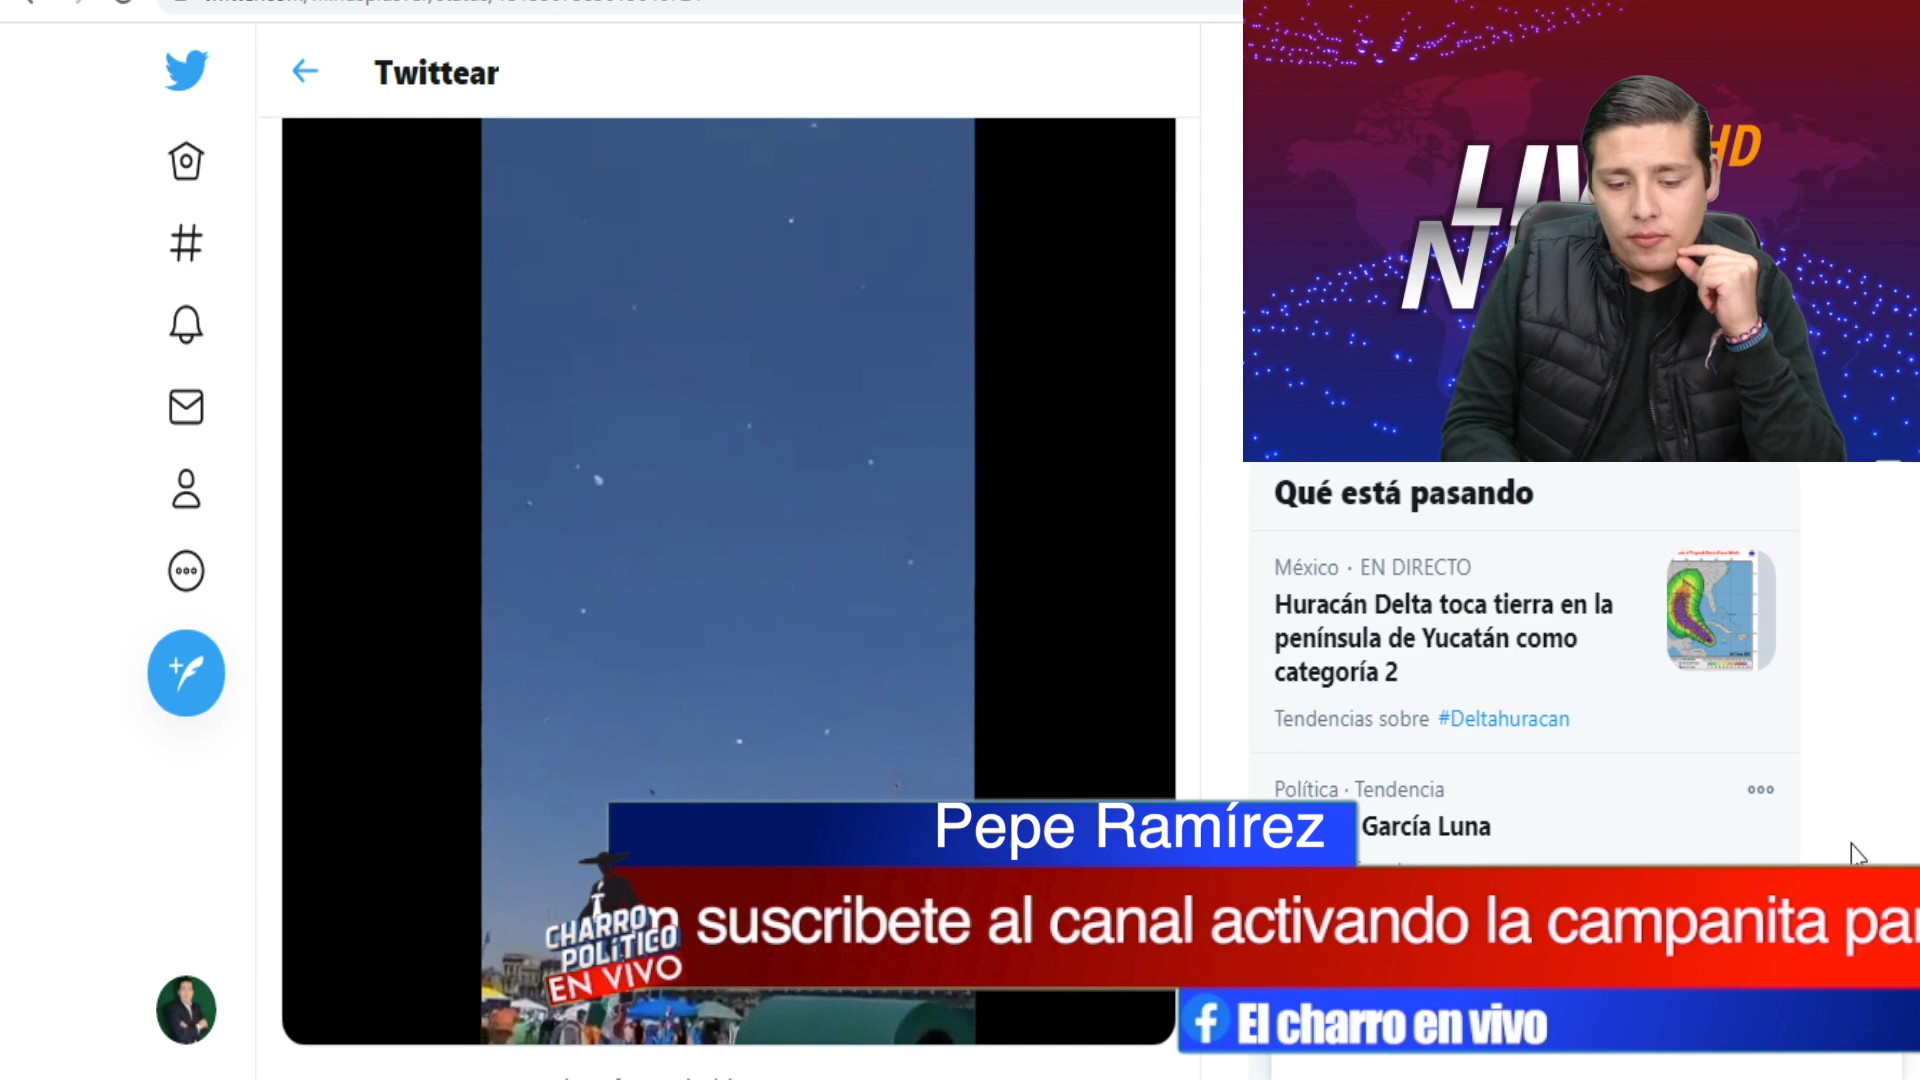 Twittear
HD
Qué está pasando
México · EN DIRECTO
Huracán Delta toca tierra en la
península de Yucatán como
categoría 2
Tendencias sobre #Deltahuracan
Política · Tendencia
García Luna
Pepe Ramírez
suscribete al canal activando la campanita
CHARRO
POLÍTICO
EN VIVO
El charro en vivo